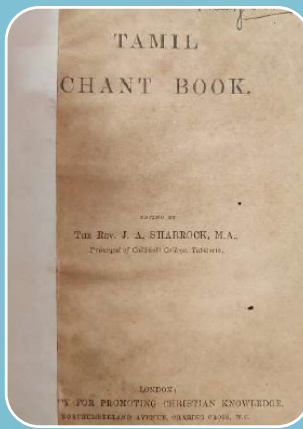 TAMIL
CHANT BOOK.
EDITED BY
THE REV. J. A. SHARROCK, M.A.,
Principal of Caldwell College, Tuticorin.
LONDON:
TY FOR PROMOTING CHRISTIAN KNOWLEDGE,
NORTHUMBERLAND AVENUE, CHARING CROSS, W.C.